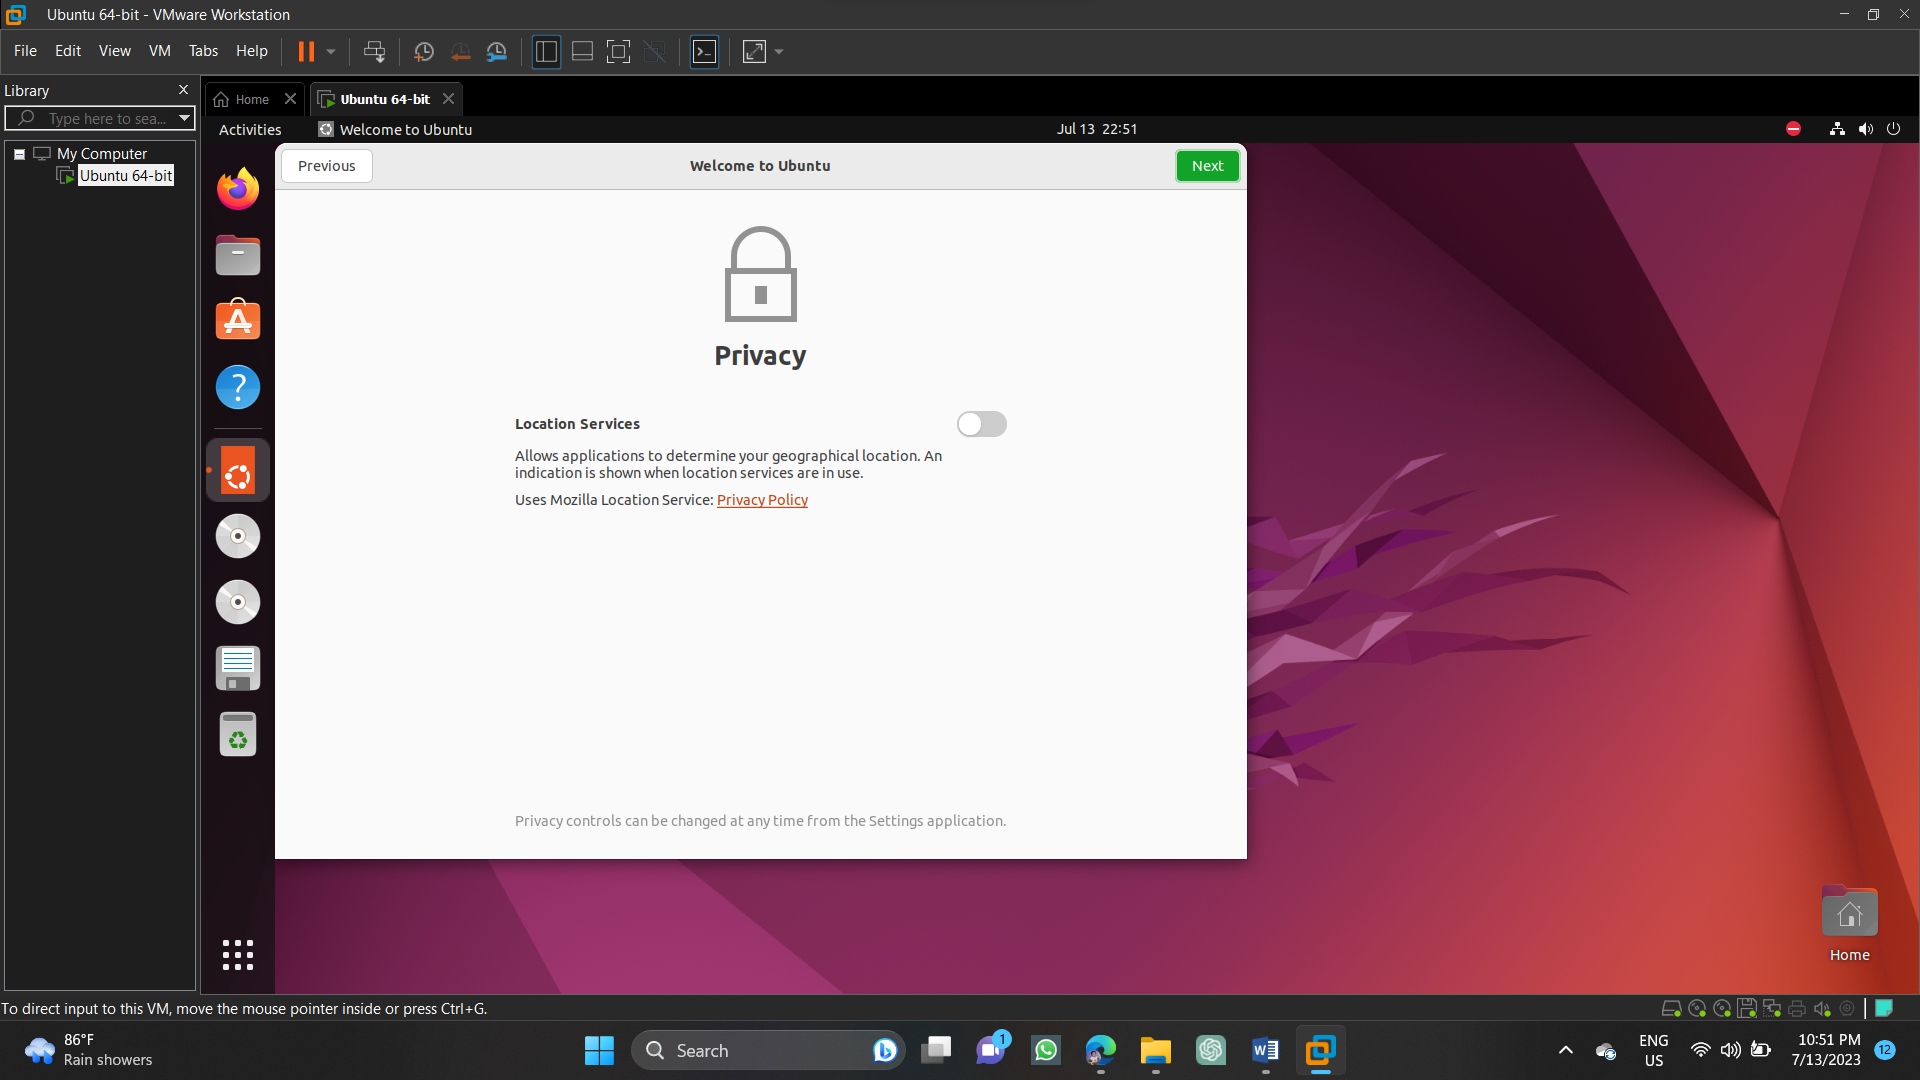 Ubuntu 64-bit - VMware Workstation
File Edit View VM Tabs Help
Library
Type here to sea...
My Computer
Ubuntu 64-bit
Home
Ubuntu 64-bit
Activities
Welcome to Ubuntu
Jul 13 22:51
Previous
Welcome to Ubuntu
Next
Privacy
Location Services
Allows applications to determine your geographical location. An
indication is shown when location services are in use.
Uses Mozilla Location Service: Privacy Policy
Privacy controls can be changed at any time from the Settings application.
Home
To direct input to this VM, move the mouse pointer inside or press Ctrl+G.
86°F
Rain showers
Search
1
ENG
US
10:51 PM
7/13/2023
12